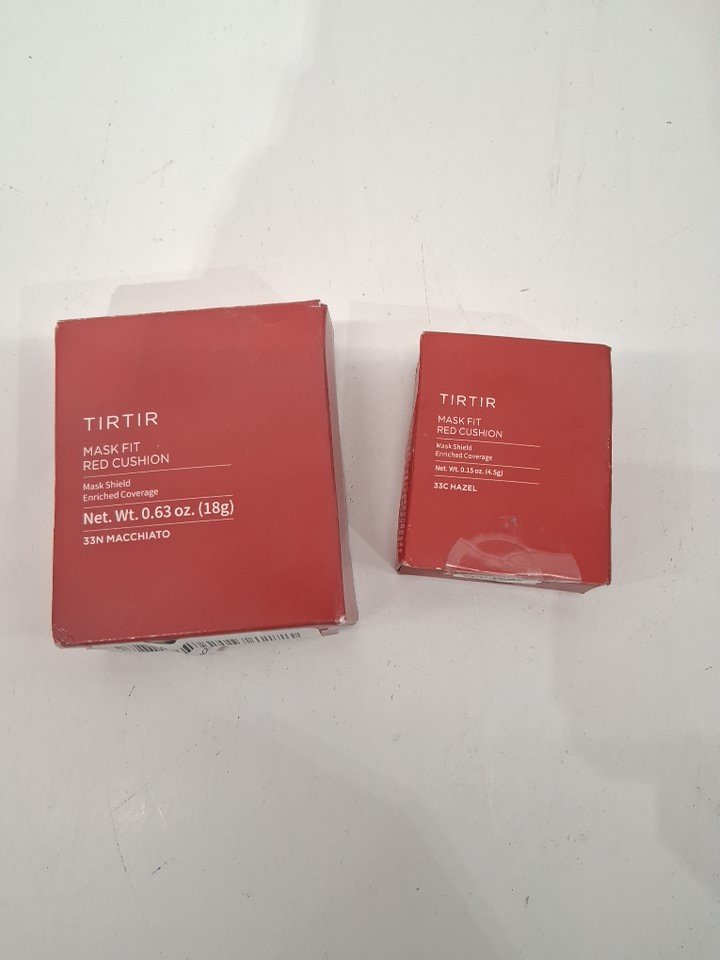 TIRTIR
MASK FIT
RED CUSHION
Mask Shield
Enriched Coverage
Net. Wt. 0.63 oz. (18g)
33N MACCHIATO
TIRTIR
MASK FIT
RED CUSHION
Mask Shield
Enriched Coverage
Net. Wt. 0.15 oz. (4.5g)
33C HAZEL